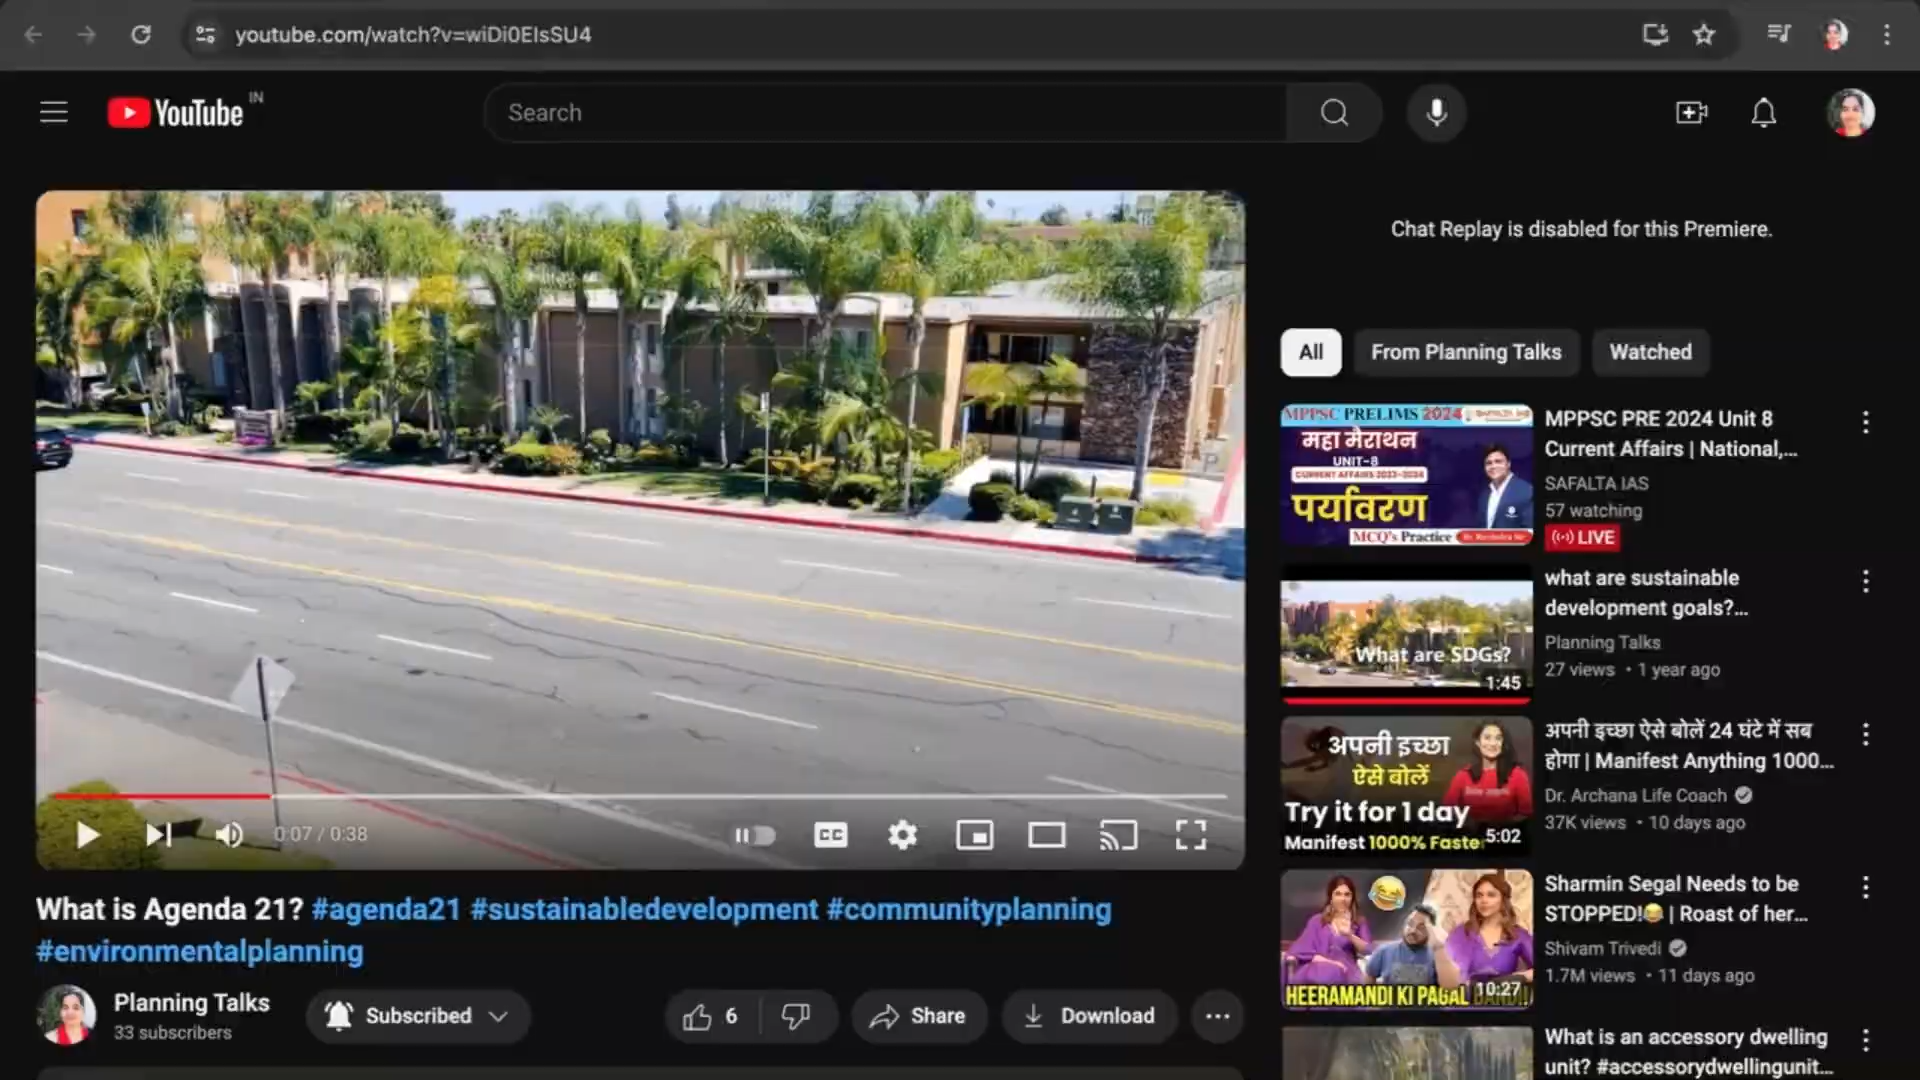 youtube.com/watch?v=wiDi0EIsSU4
YouTube IN
Search
Chat Replay is disabled for this Premiere.
All
From Planning Talks
Watched
MPPSC PRELIMS 2024
महा मैराथन
UNIT-8
CURRENT AFFAIRS 2023-2024
पर्यावरण
MCQ's Practice
MPPSC PRE 2024 Unit 8
Current Affairs | National,...
SAFALTA IAS
57 watching
LIVE
What are SDGs?
1:45
what are sustainable
development goals?...
Planning Talks
27 views • 1 year ago
अपनी इच्छा
ऐसे बोलें
Try it for 1 day
Manifest 1000% Faste
5:02
अपनी इच्छा ऐसे बोलें 24 घंटे में सब
होगा | Manifest Anything 1000...
Dr. Archana Life Coach
37K views • 10 days ago
HEERAMANDI KI PAGAL
10:27
Sharmin Segal Needs to be
STOPPED!😂 | Roast of her...
Shivam Trivedi
1.7M views • 11 days ago
What is an accessory dwelling
unit? #accessorydwellingunit...
0:07 / 0:38
CC
What is Agenda 21? #agenda21 #sustainabledevelopment #communityplanning
#environmentalplanning
Planning Talks
33 subscribers
Subscribed
6
Share
Download